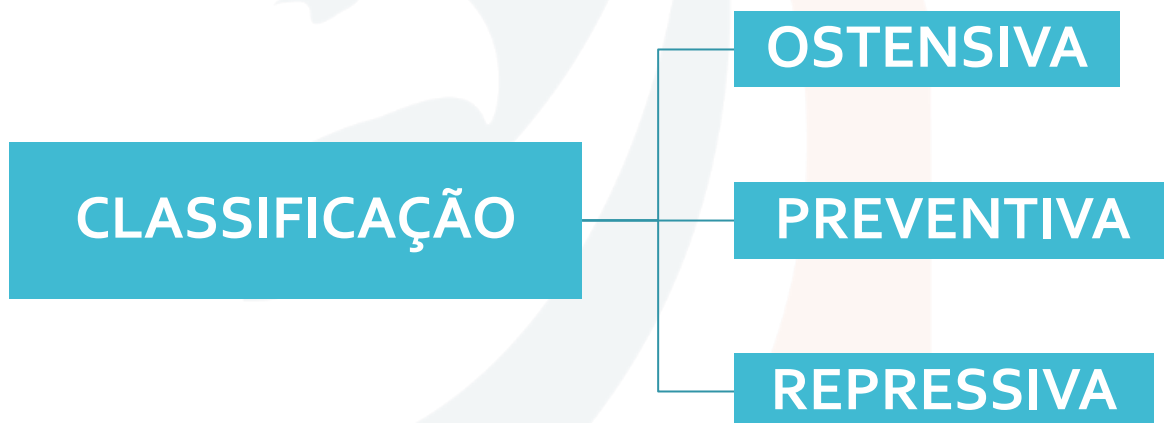 OSTENSIVA
CLASSIFICAÇÃO
PREVENTIVA
REPRESSIVA